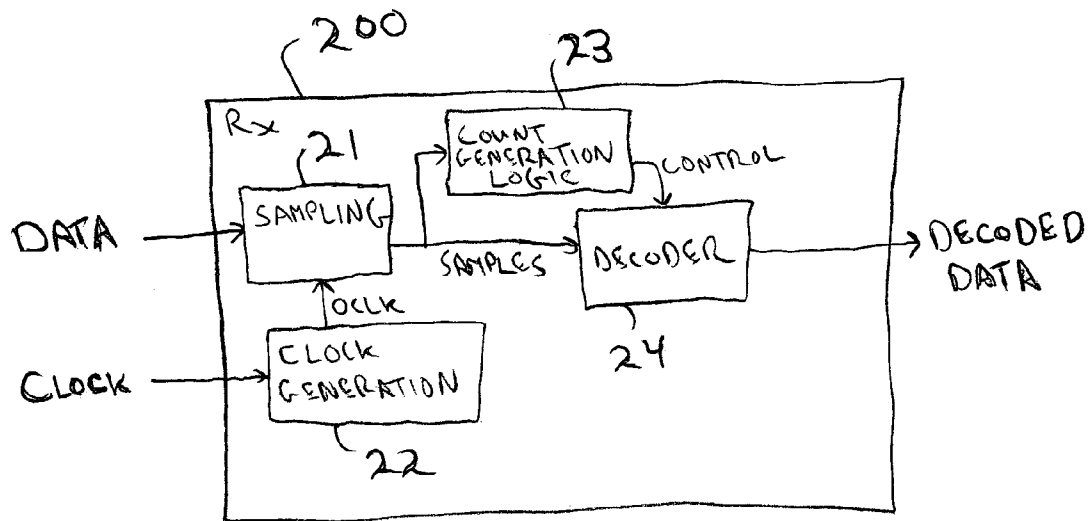 200
23
Rx
COUNT
GENERATION
LOGIC
21
CONTROL
SAMPLING
DATA
SAMPLES
DECODER
DECODED
DATA
OCLK
24
CLOCK
CLOCK
GENERATION
22